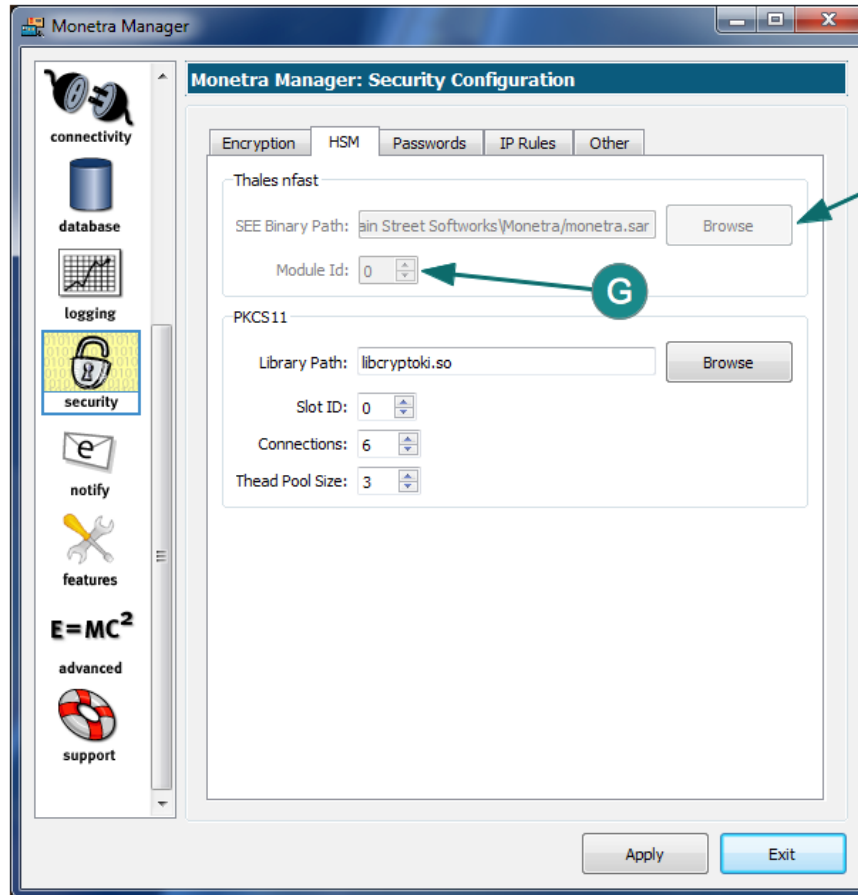 Monetra Manager
connectivity
database
logging
security
notify
features
E=MC²
advanced
support
Monetra Manager: Security Configuration
Encryption HSM Passwords IP Rules Other
Thales nfast
SEE Binary Path: ain Street Softworks\Monetra/monetra.sar Browse
Module Id: 0
G
PKCS11
Library Path: libcryptoki.so Browse
Slot ID: 0
Connections: 6
Thead Pool Size: 3
Apply Exit